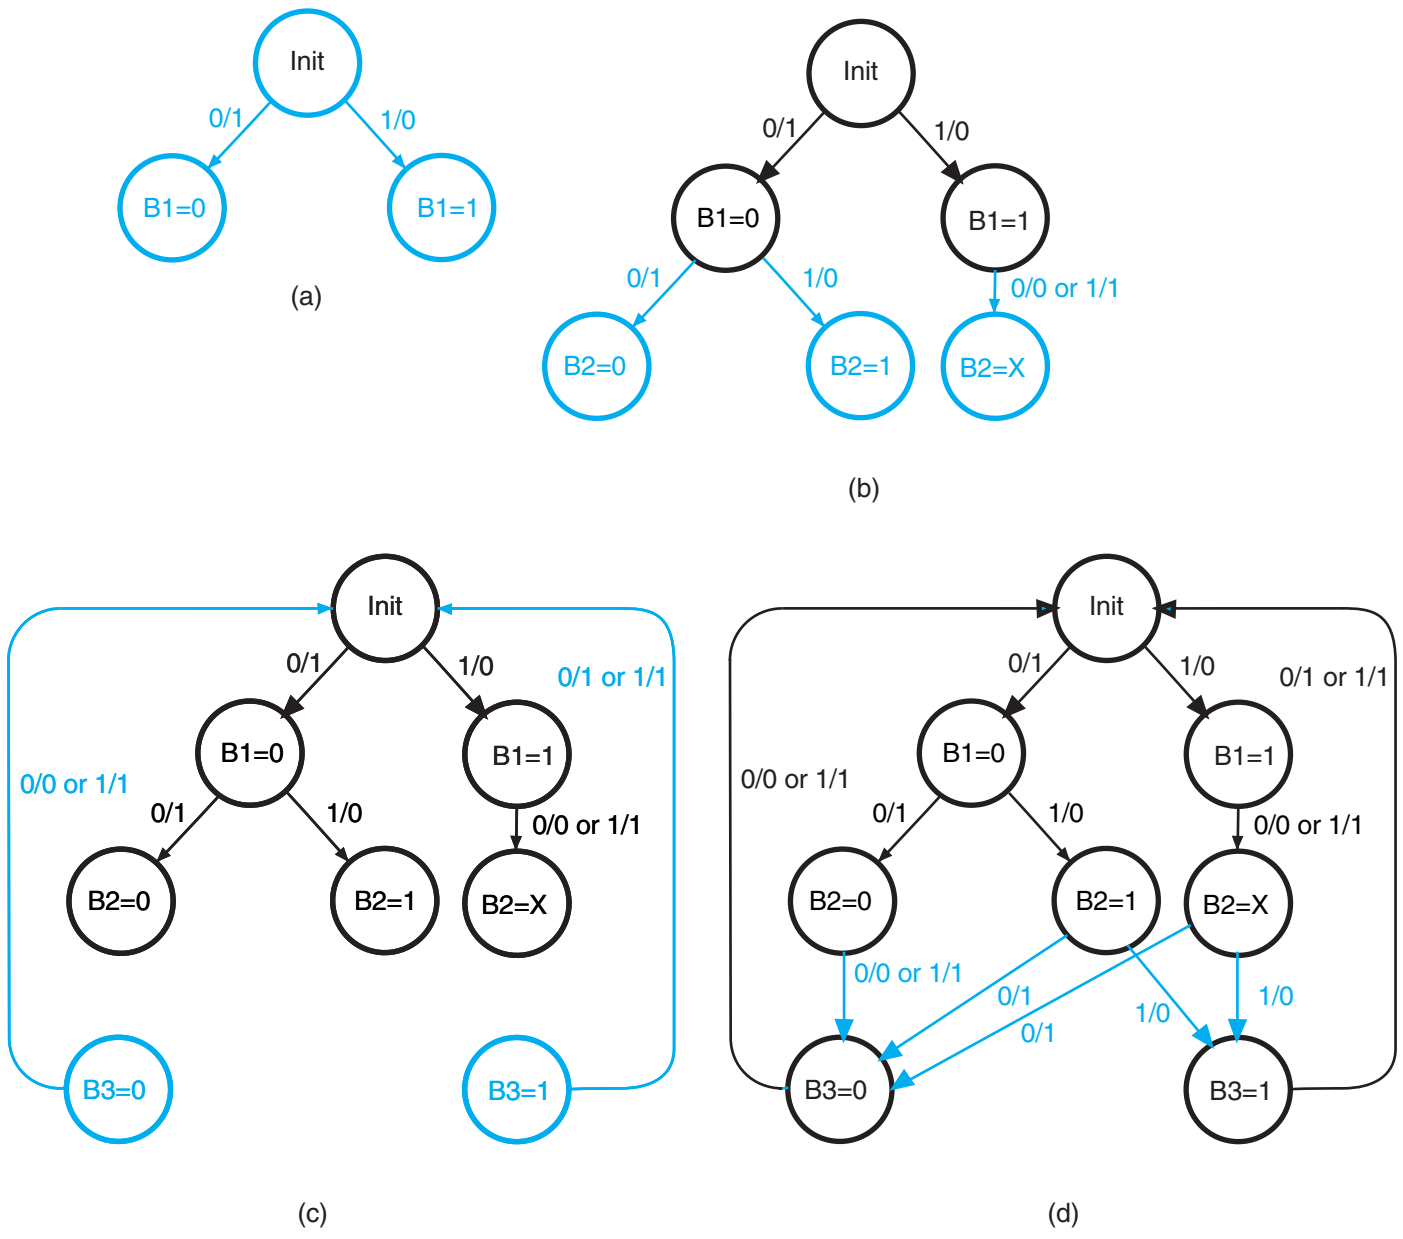 Init
0/1
1/0
B1=0
B1=1
(a)
Init
0/1
1/0
B1=0
B1=1
0/1
1/0
0/0 or 1/1
B2=0
B2=1
B2=X
(b)
Init
0/1
1/0
0/1 or 1/1
B1=0
B1=1
0/0 or 1/1
0/1
1/0
0/0 or 1/1
B2=0
B2=1
B2=X
B3=0
B3=1
(c)
Init
0/1
1/0
0/1 or 1/1
B1=0
B1=1
0/0 or 1/1
0/1
1/0
0/0 or 1/1
B2=0
B2=1
B2=X
0/0 or 1/1
0/1
1/0
1/0
0/1
B3=0
B3=1
(d)